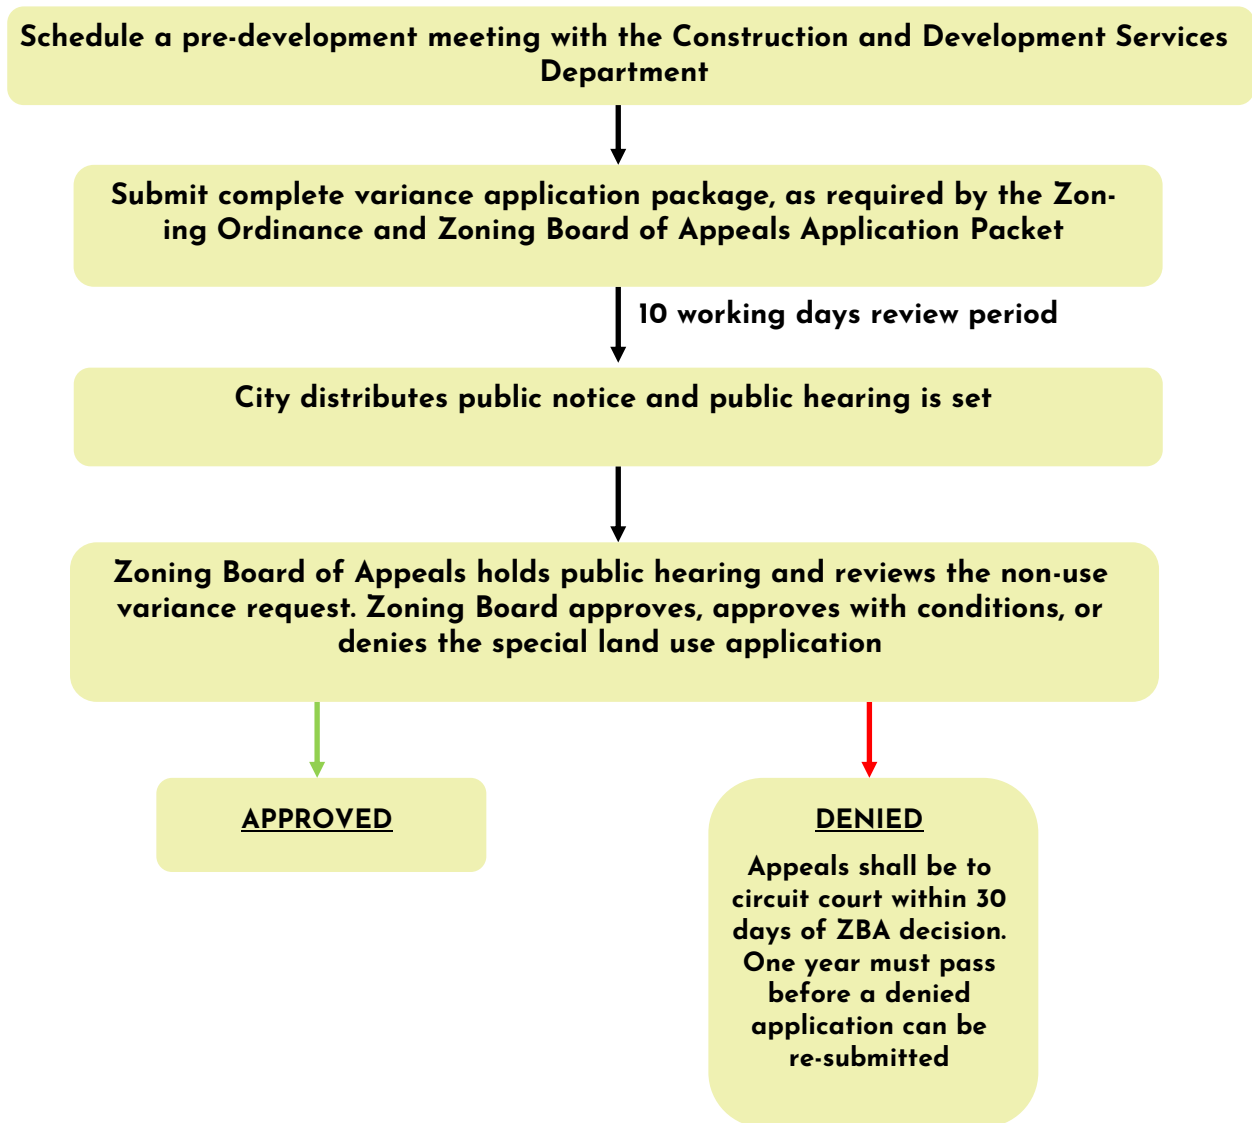 Schedule a pre-development meeting with the Construction and Development Services
Department
Submit complete variance application package, as required by the Zon-
ing Ordinance and Zoning Board of Appeals Application Packet
10 working days review period
City distributes public notice and public hearing is set
Zoning Board of Appeals holds public hearing and reviews the non-use
variance request. Zoning Board approves, approves with conditions, or
denies the special land use application
APPROVED
DENIED
Appeals shall be to
circuit court within 30
days of ZBA decision.
One year must pass
before a denied
application can be
re-submitted